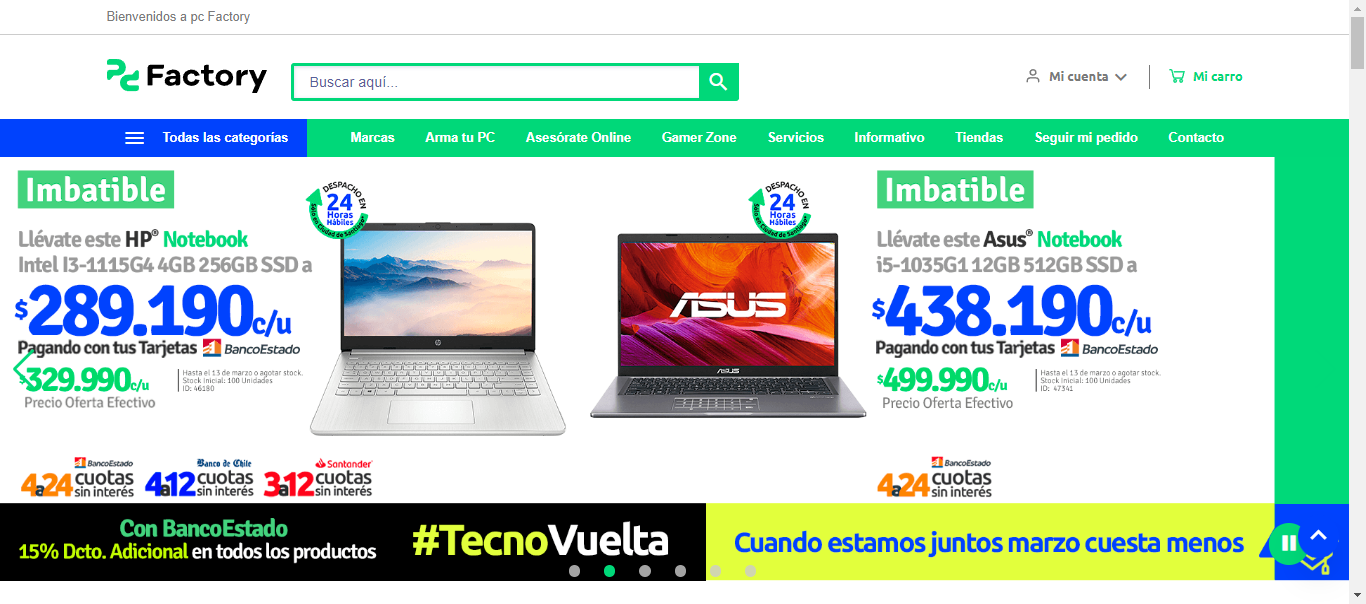 Bienvenidos a pc Factory
pc Factory
Buscar aquí...
Mi cuenta
Mi carro
Todas las categorías
Marcas
Arma tu PC
Asesórate Online
Gamer Zone
Servicios
Informativo
Tiendas
Seguir mi pedido
Contacto
Imbatible
Llévate este HP® Notebook
Intel I3-1115G4 4GB 256GB SSD a
$289.190c/u
Pagando con tus Tarjetas BancoEstado
$329.990c/u
Precio Oferta Efectivo
Hasta el 13 de marzo o agotar stock.
Stock Inicial: 100 Unidades
ID: 46180
DESPACHO EN
24
Horas
Hábiles
Sólo en Ciudad de Santiago
hp
DESPACHO EN
24
Horas
Hábiles
Sólo en Ciudad de Santiago
ASUS
ASUS
Imbatible
Llévate este Asus® Notebook
i5-1035G1 12GB 512GB SSD a
$438.190c/u
Pagando con tus Tarjetas BancoEstado
$499.990c/u
Precio Oferta Efectivo
Hasta el 13 de marzo o agotar stock.
Stock Inicial: 100 Unidades
ID: 47341
BancoEstado
4a24 cuotas
sin interés
Banco de Chile
4a12 cuotas
sin interés
Santander
3a12 cuotas
sin interés
BancoEstado
4a24 cuotas
sin interés
Con BancoEstado
15% Dcto. Adicional en todos los productos
#TecnoVuelta
Cuando estamos juntos marzo cuesta menos